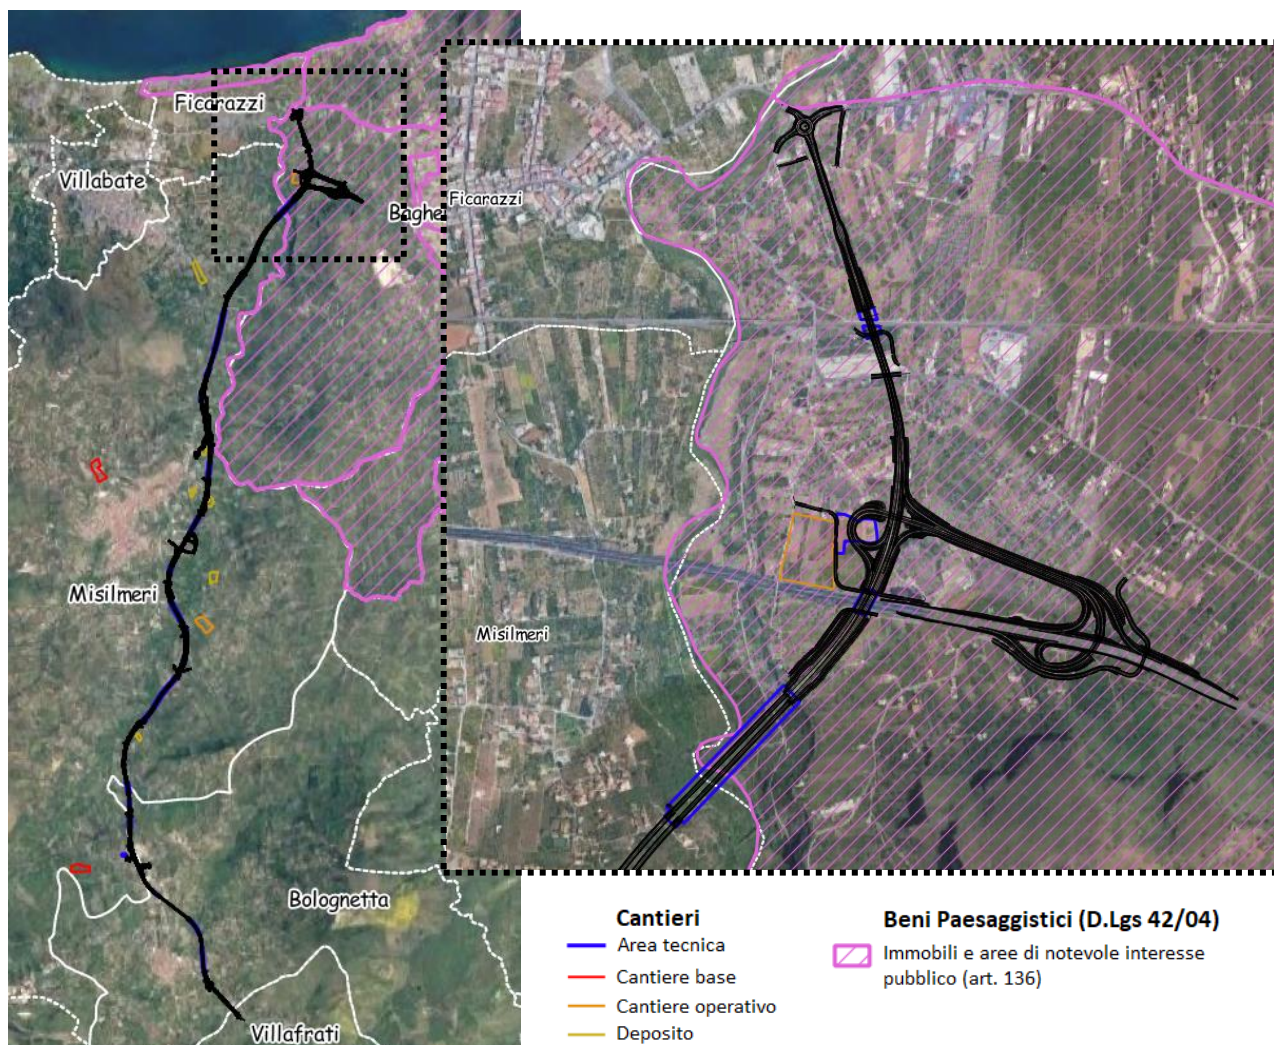 Ficarazzi
Villabate
Baghe
Misilmeri
Bolognetta
Villafrati
Ficarazzi
Misilmeri
Cantieri
Area tecnica
Cantiere base
Cantiere operativo
Deposito
Beni Paesaggistici (D.Lgs 42/04)
Immobili e aree di notevole interesse
pubblico (art. 136)